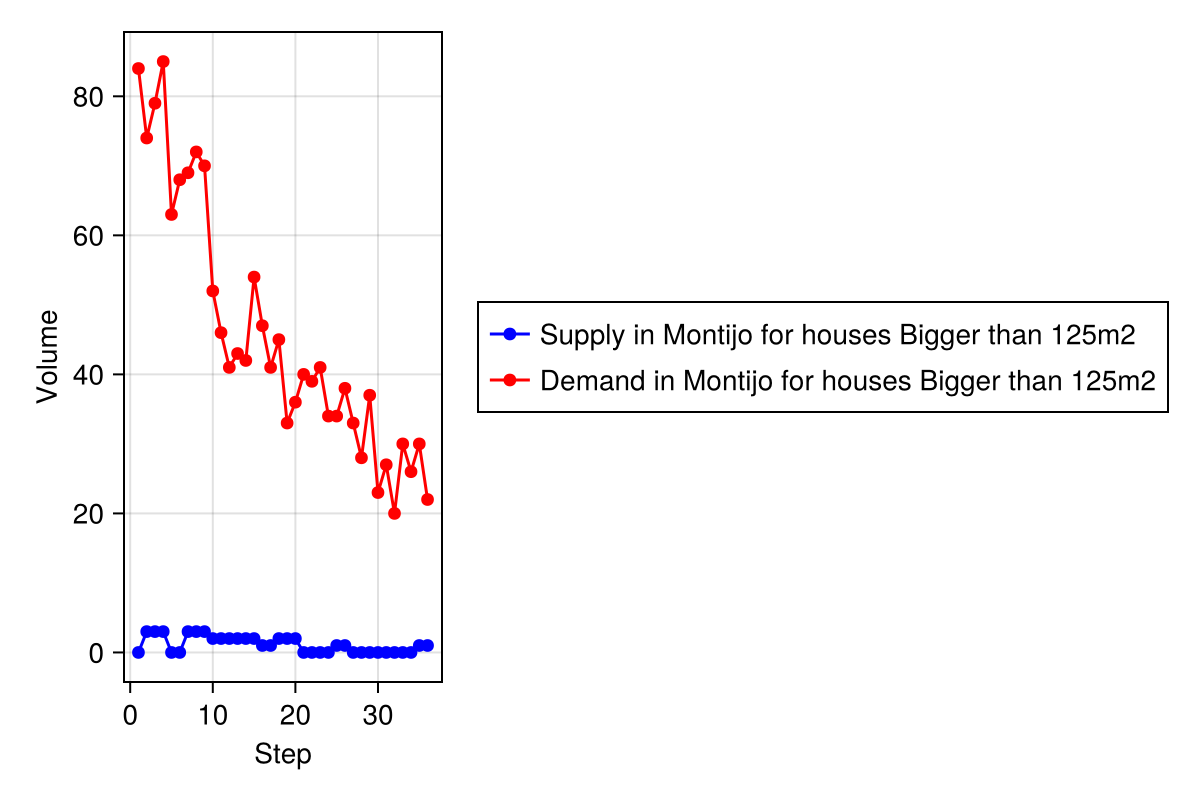 80
60
40
20
0
Volume
0 10 20 30
Step
Supply in Montijo for houses Bigger than 125m2
Demand in Montijo for houses Bigger than 125m2